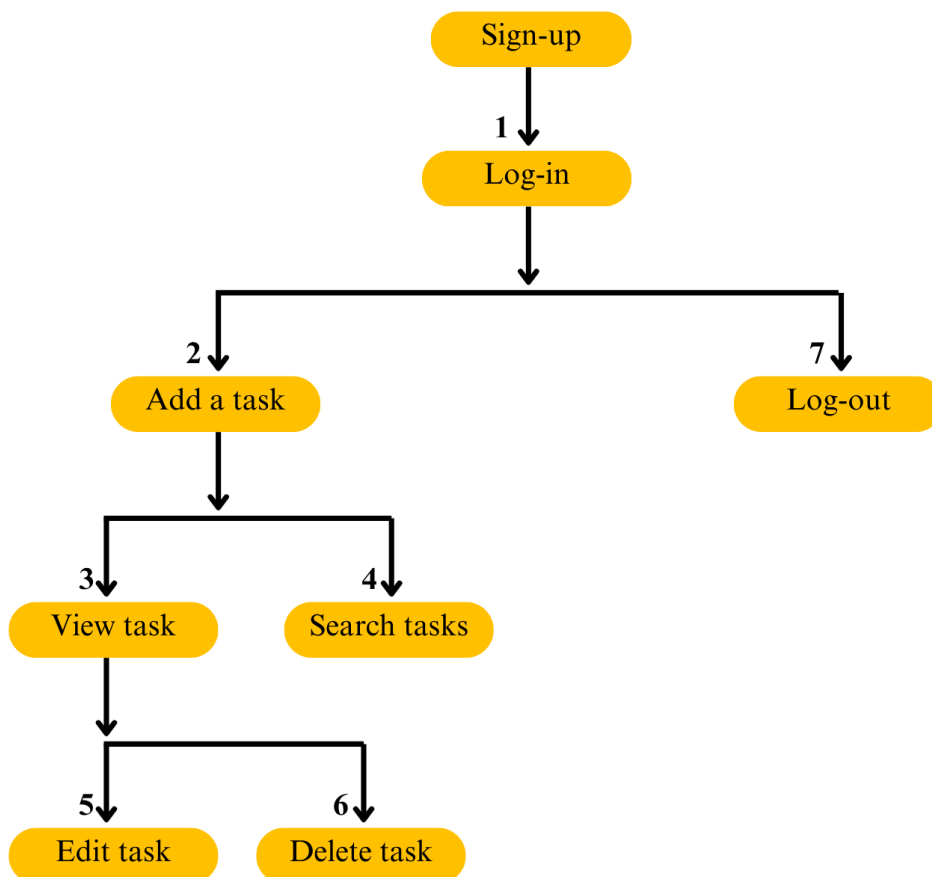 Sign-up
1
Log-in
2
7
Add a task
Log-out
3
4
View task
Search tasks
5
6
Edit task
Delete task